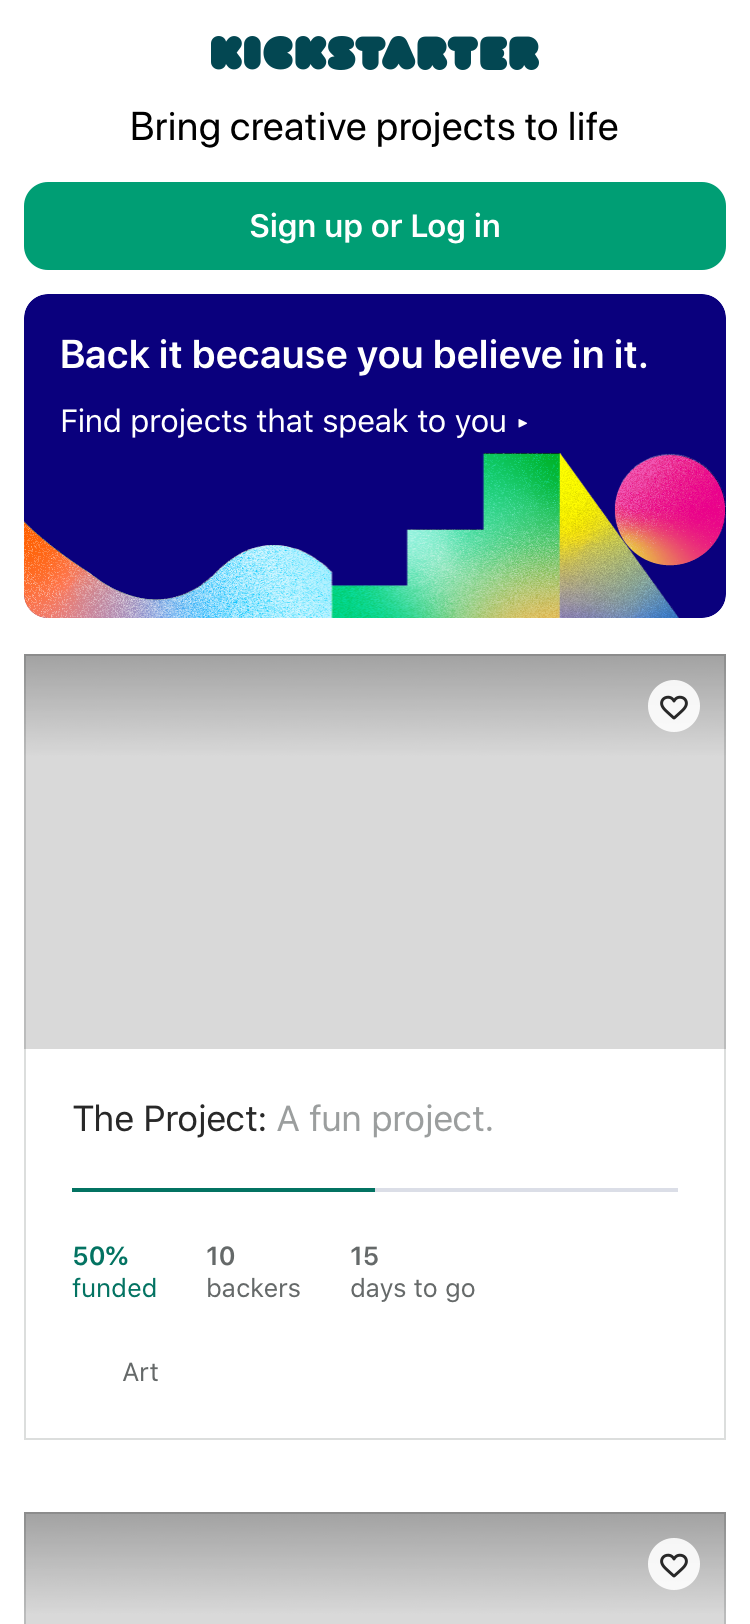 KICKSTARTER
Bring creative projects to life
Sign up or Log in
Back it because you believe in it.
Find projects that speak to you ▸
The Project: A fun project.
50% 10 15
funded backers days to go
Art